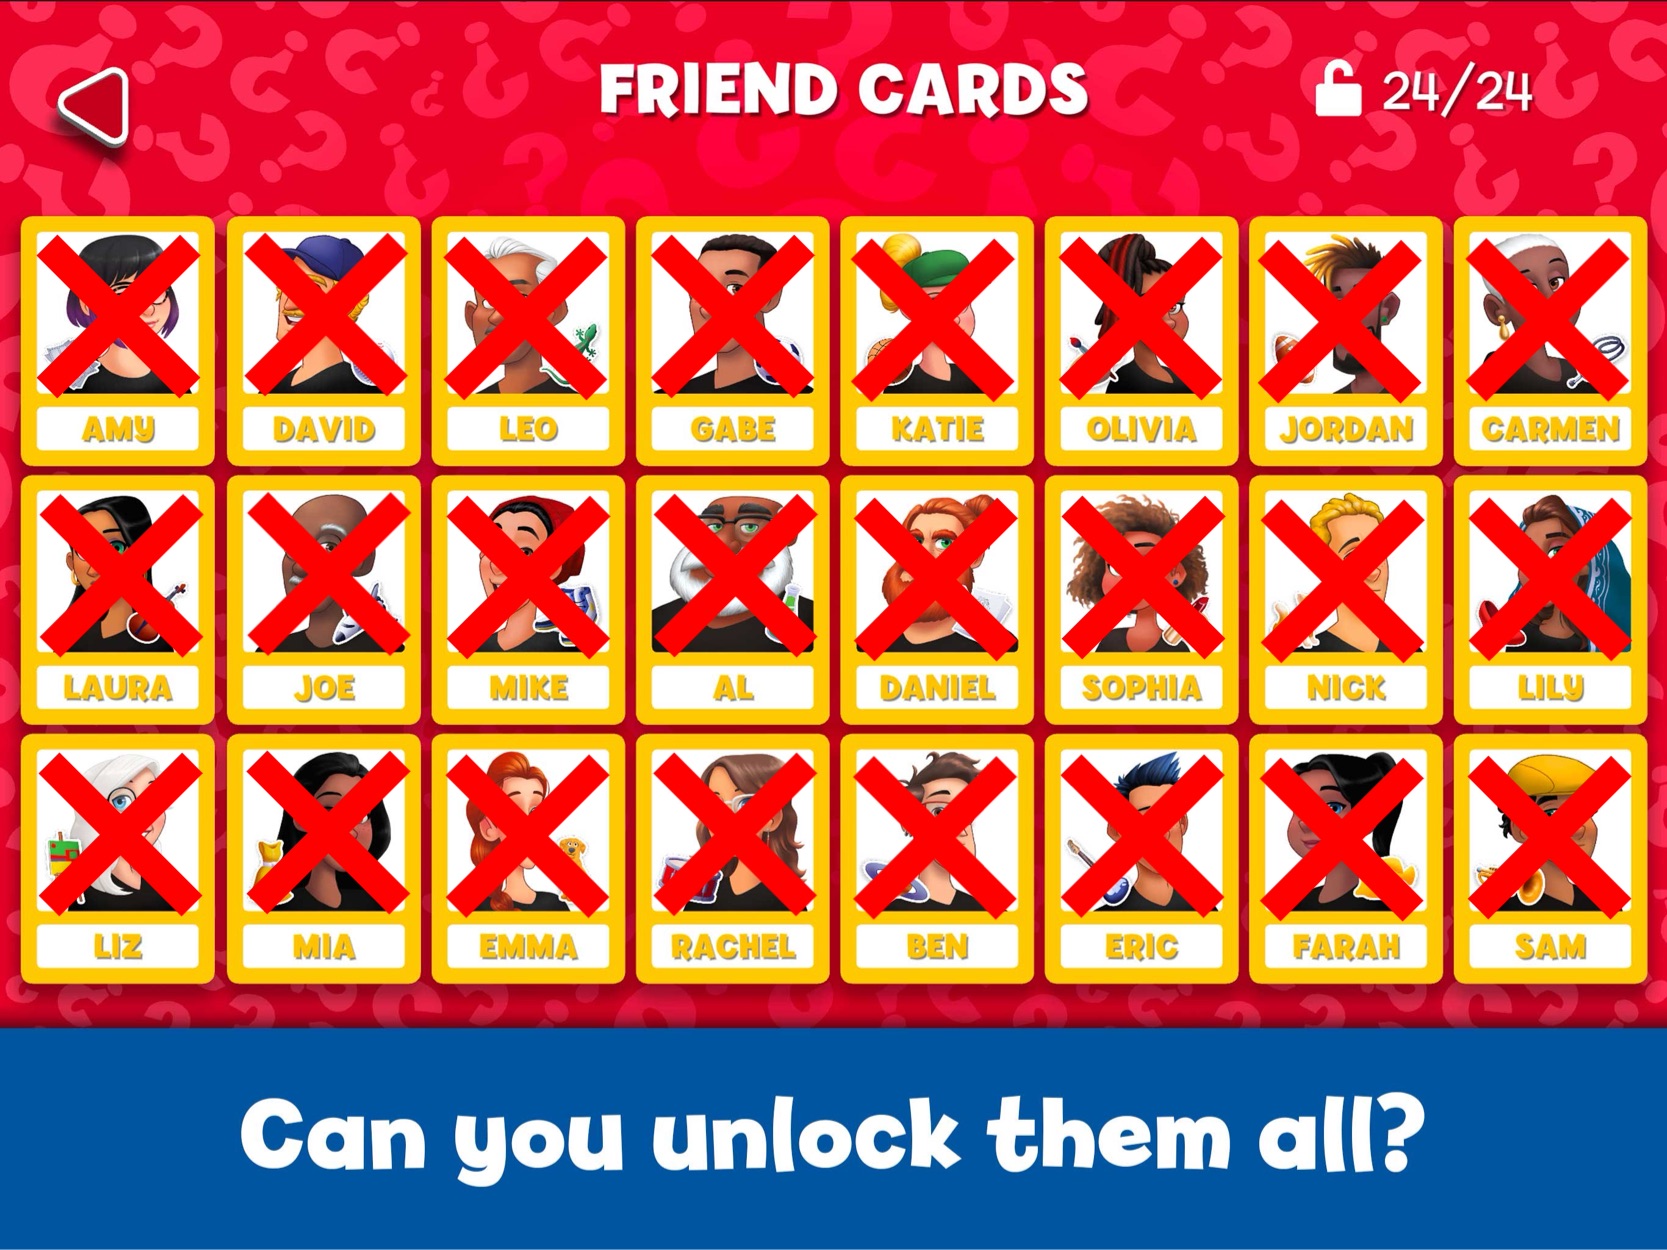 FRIEND CARDS
24/24
AMY
DAVID
LEO
GABE
KATIE
OLIVIA
JORDAN
CARMEN
LAURA
JOE
MIKE
AL
DANIEL
SOPHIA
NICK
LILY
LIZ
MIA
EMMA
RACHEL
BEN
ERIC
FARAH
SAM
Can you unlock them all?